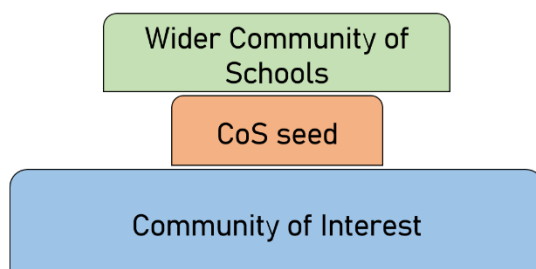 Wider Community of
Schools
CoS seed
Community of Interest